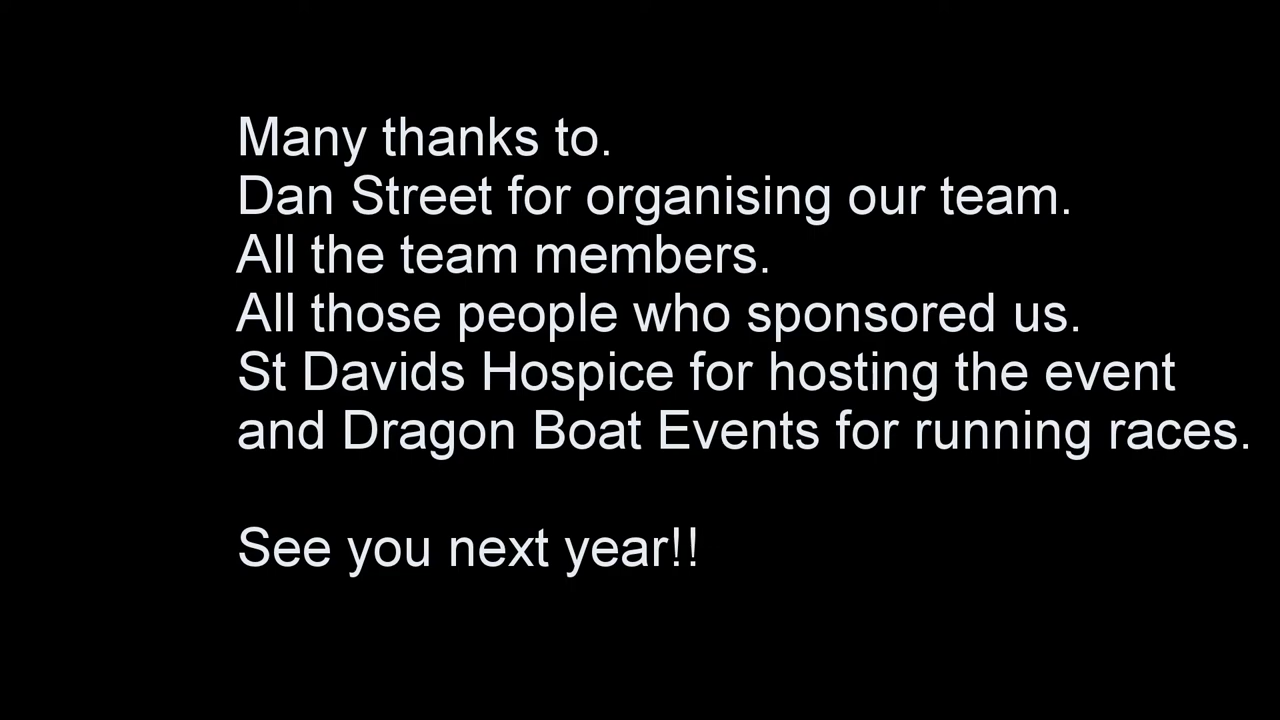 Many thanks to.
Dan Street for organising our team.
All the team members.
All those people who sponsored us.
St Davids Hospice for hosting the event
and Dragon Boat Events for running races.
See you next year!!